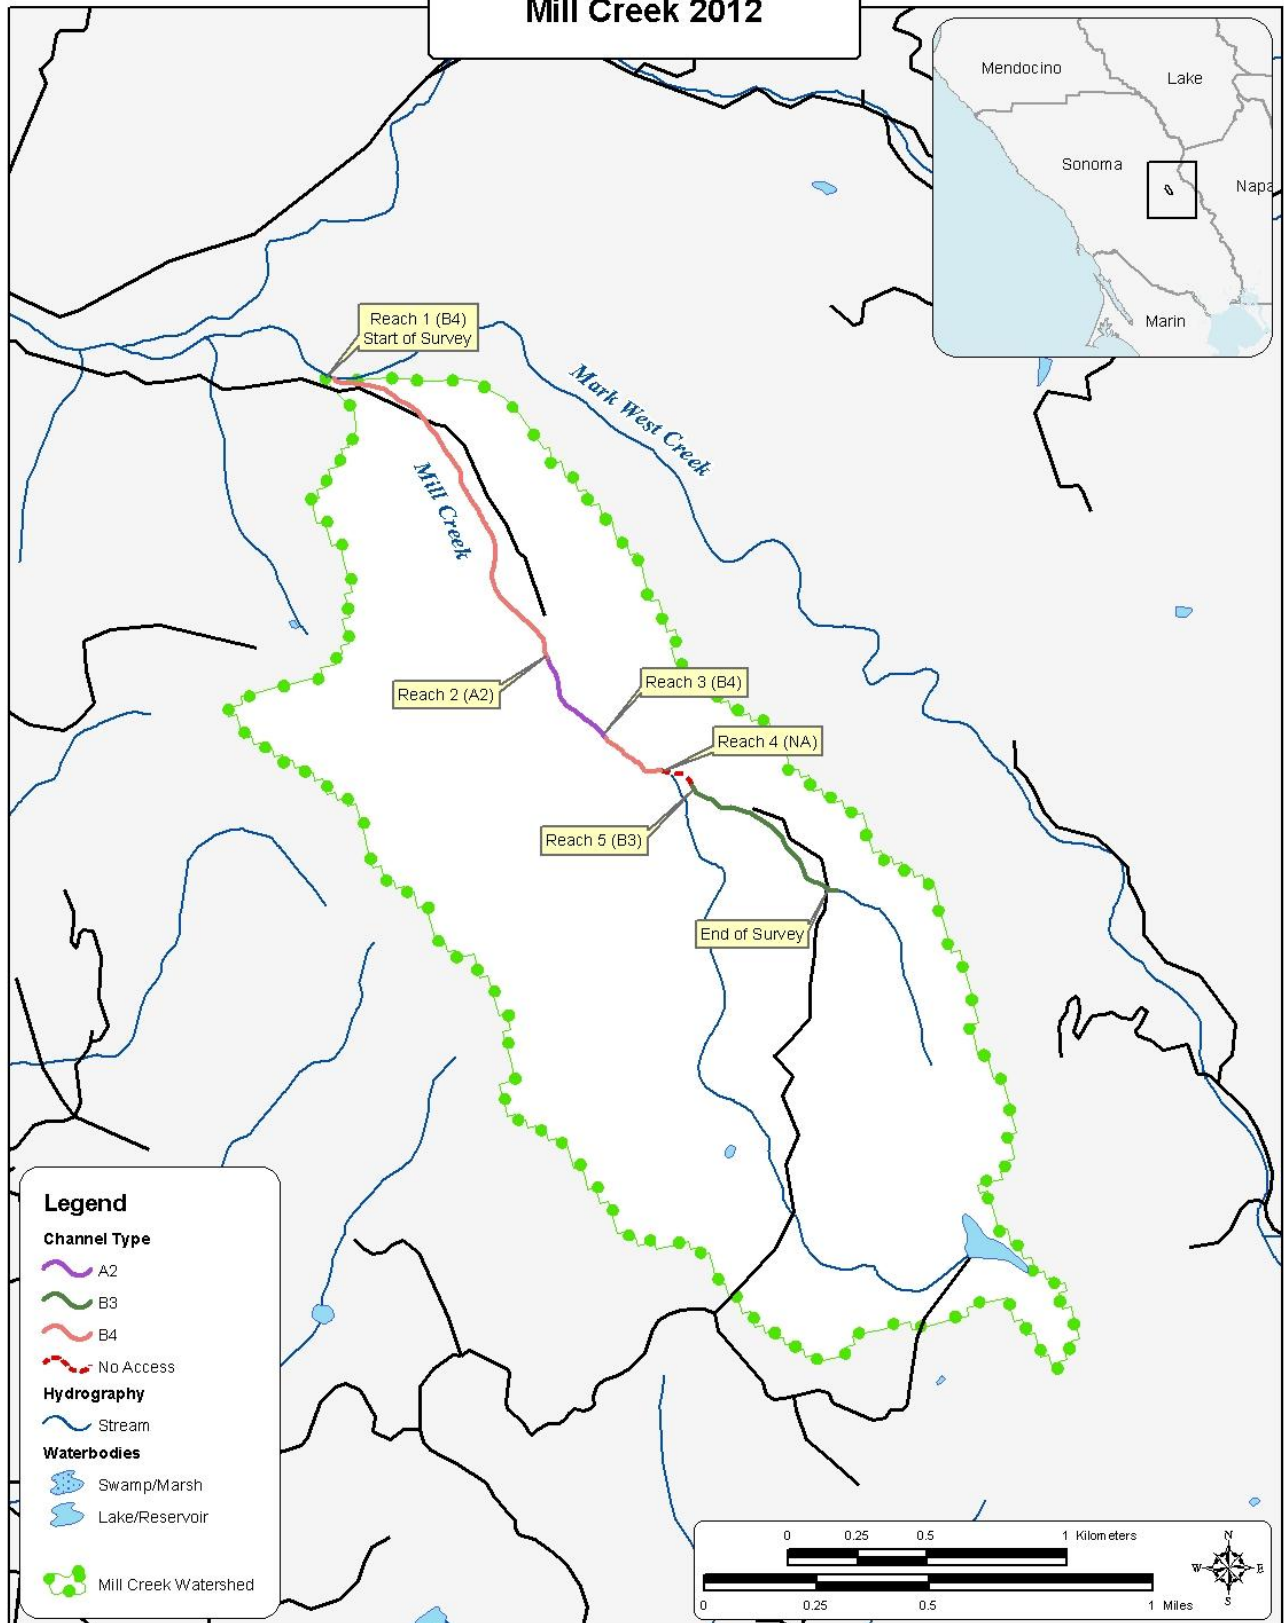 Mill Creek 2012
Mendocino
Lake
Sonoma
Napa
Marin
Reach 1 (B4)
Start of Survey
Mark West Creek
Mill Creek
Reach 2 (A2)
Reach 3 (B4)
Reach 4 (NA)
Reach 5 (B3)
End of Survey
Legend
Channel Type
A2
B3
B4
No Access
Hydrography
Stream
Waterbodies
Swamp/Marsh
Lake/Reservoir
Mill Creek Watershed
0 0.25 0.5 1 Kilometers
0 0.25 0.5 1 Miles
N
W E
S